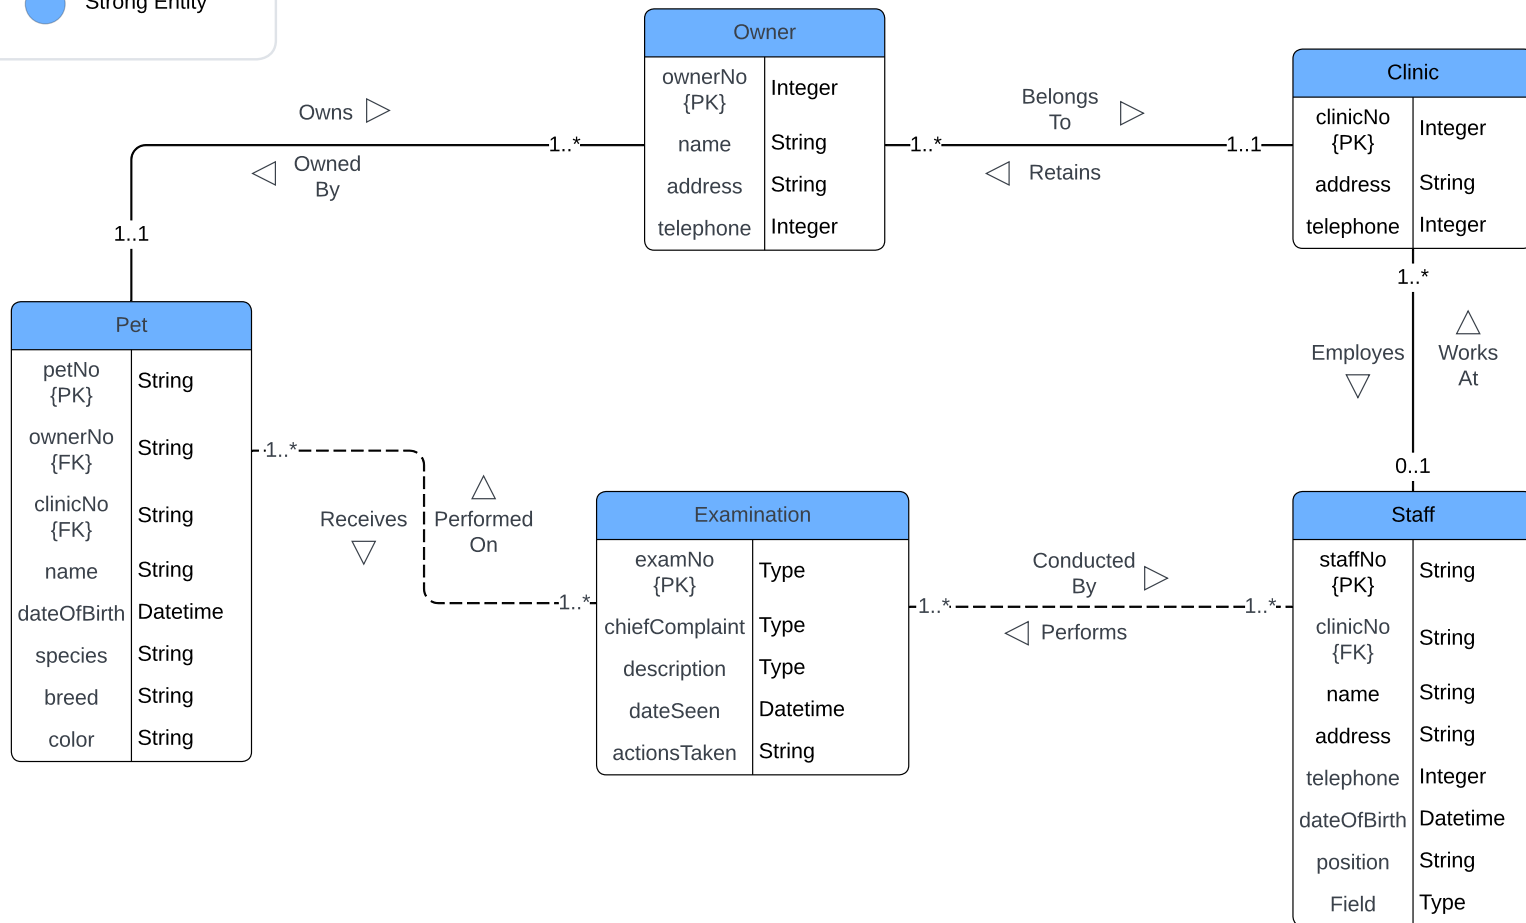 Strong Entity
Owner
ownerNo
{PK}
Integer
name
String
address
String
telephone
Integer
Clinic
clinicNo
{PK}
Integer
address
String
telephone
Integer
Owns
Owned
By
1..*
1..1
Belongs
To
Retains
1..*
1..1
1..*
Employes
Works
At
0..1
Pet
petNo
{PK}
String
ownerNo
{FK}
String
clinicNo
{FK}
String
name
String
dateOfBirth
Datetime
species
String
breed
String
color
String
1..*
Receives
Performed
On
1..*
Examination
examNo
{PK}
Type
chiefComplaint
Type
description
Type
dateSeen
Datetime
actionsTaken
String
Conducted
By
1..*
1..*
Performs
Staff
staffNo
{PK}
String
clinicNo
{FK}
String
name
String
address
String
telephone
Integer
dateOfBirth
Datetime
position
String
Field
Type